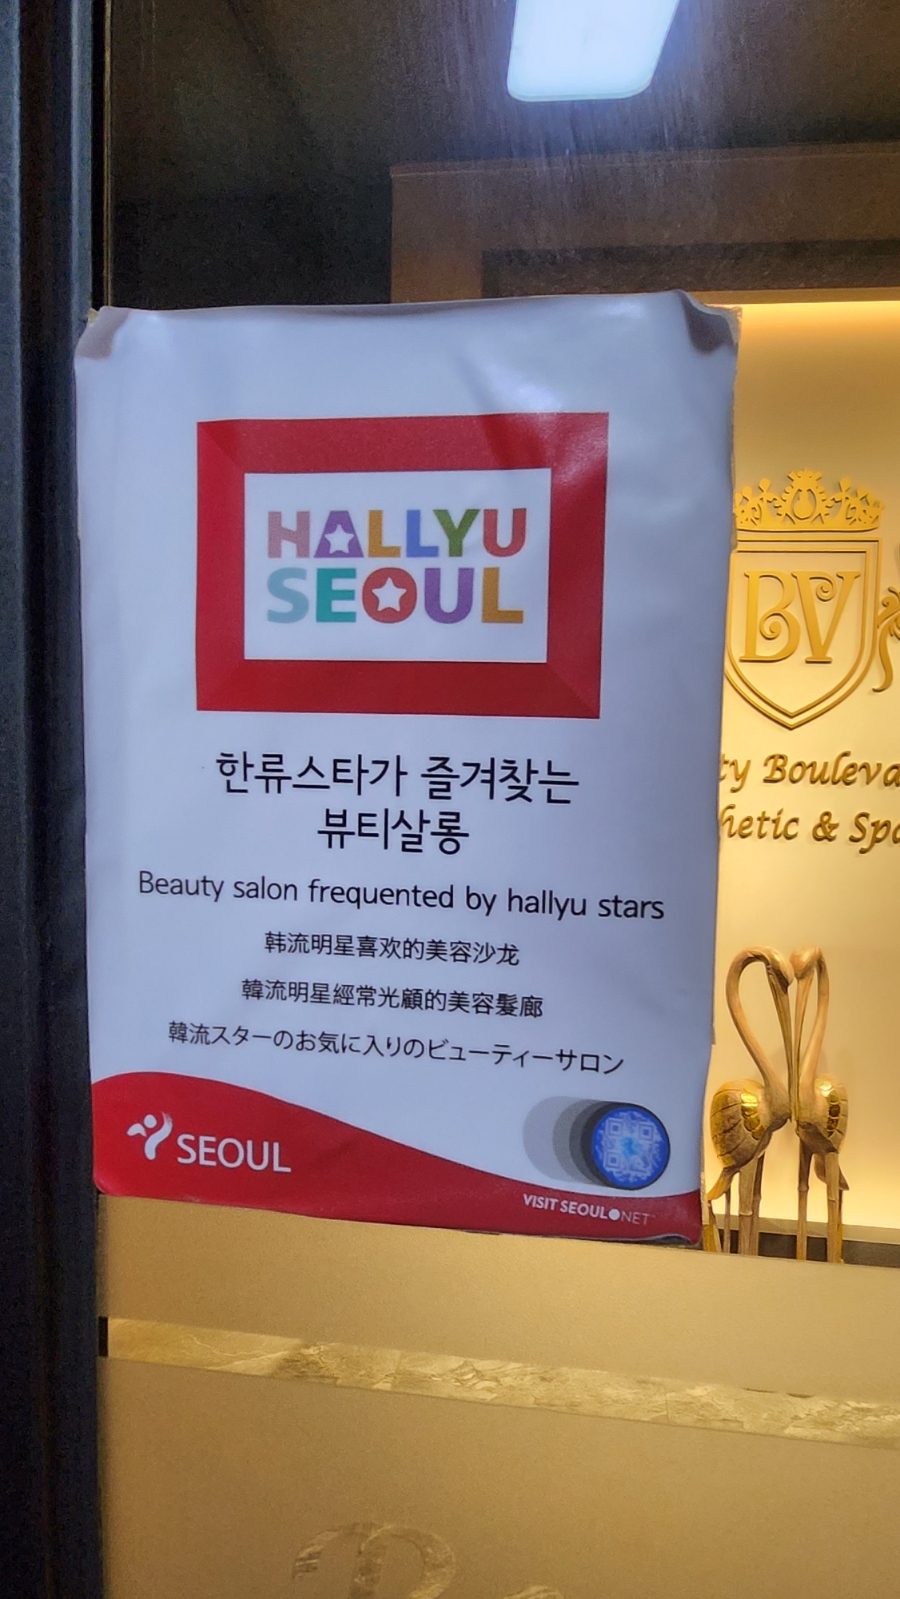 HALLYU
SEOUL
한류스타가 즐겨찾는
뷰티살롱
Beauty salon frequented by hallyu stars
韩流明星喜欢的美容沙龙
韓流明星經常光顧的美容髮廊
韓流スターのお気に入りのビューティーサロン
SEOUL
VISIT SEOUL NET
BV
ty Bouleva
hetic & Spa